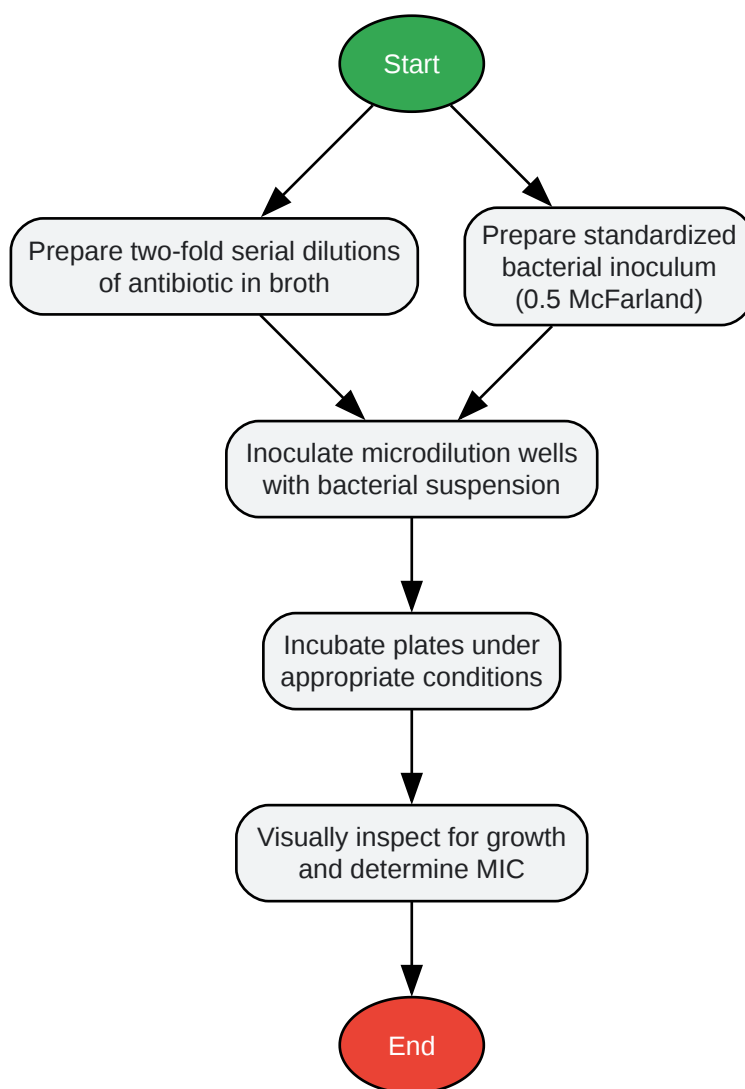 Start
Prepare two-fold serial dilutions
of antibiotic in broth
Prepare standardized
bacterial inoculum
(0.5 McFarland)
Inoculate microdilution wells
with bacterial suspension
Incubate plates under
appropriate conditions
Visually inspect for growth
and determine MIC
End